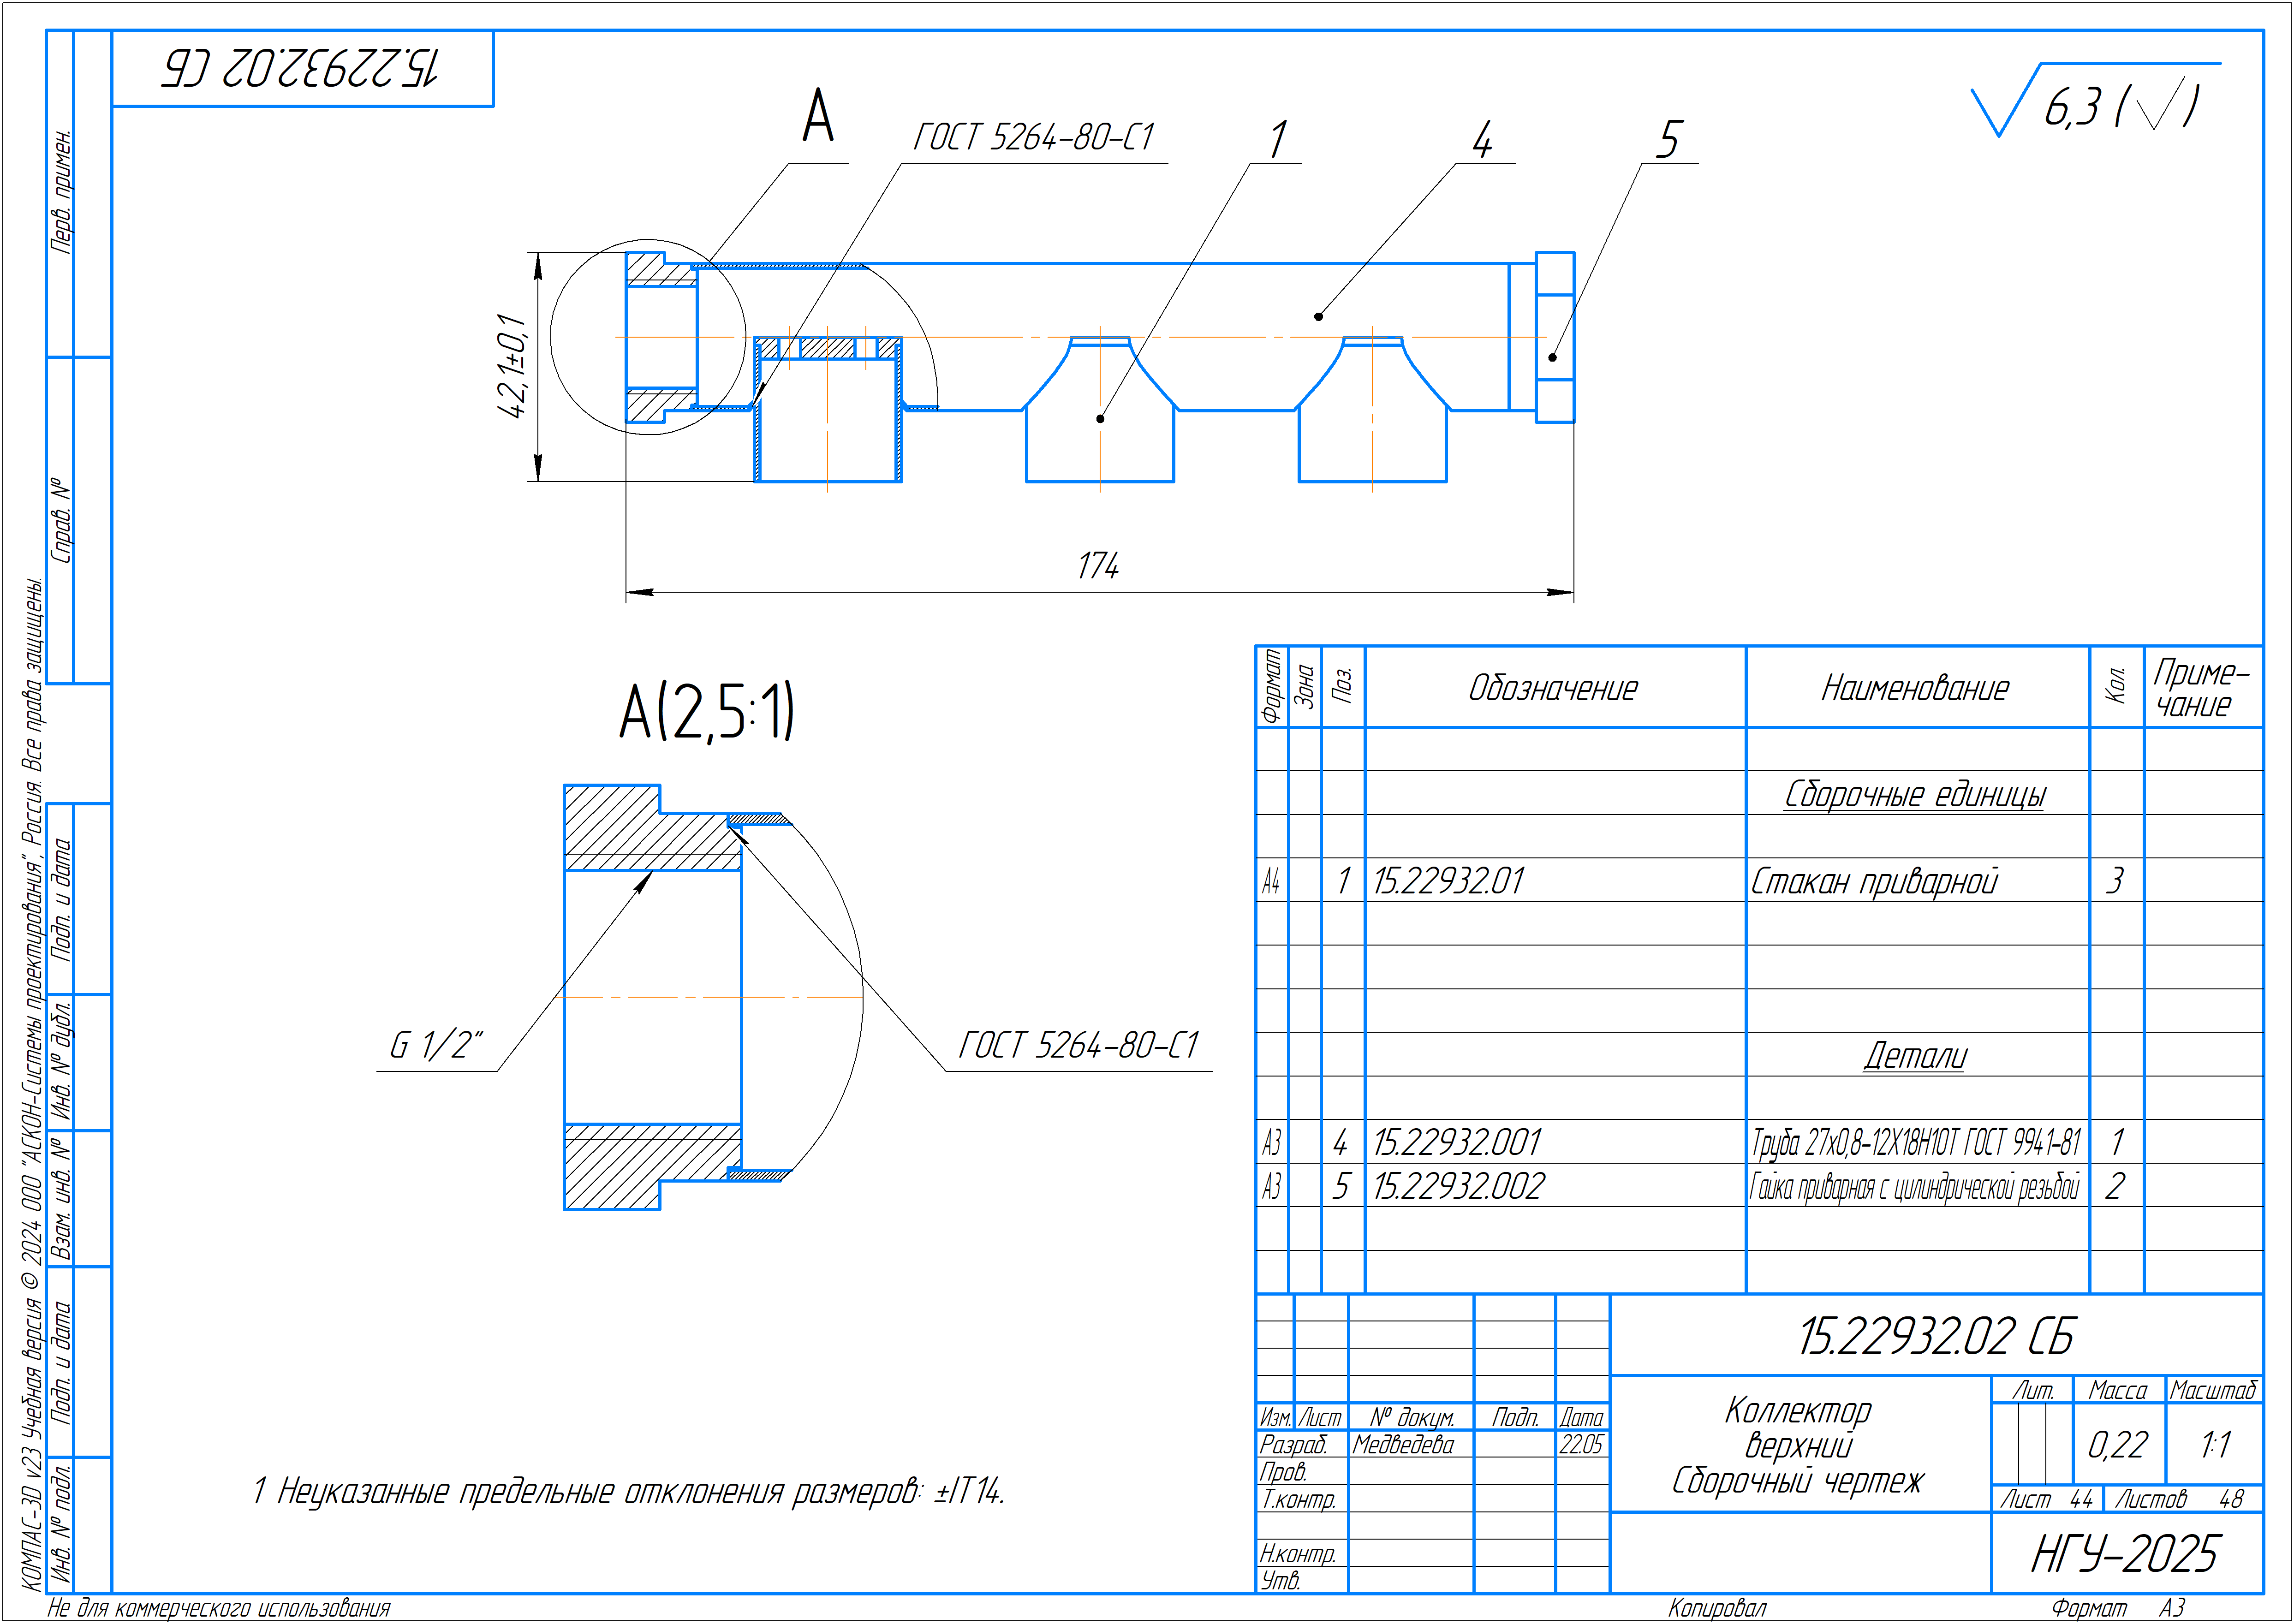 15.22932.02 СБ
6,3 (√)
А
ГОСТ 5264-80-С1
1
4
5
42,1±0,1
174
А(2,5:1)
G 1/2"
ГОСТ 5264-80-С1
1 Неуказанные предельные отклонения размеров: ±IT14.
Перв. примен.
Справ. №
Подп. и дата
Инв. № дубл.
Взам. инв. №
Подп. и дата
Инв. № подл.
КОМПАС-3D v23 Учебная версия © 2024 ООО "АСКОН-Системы проектирования", Россия. Все права защищены.
Формат Зона Поз. Обозначение Наименование Кол. Приме-
чание
Сборочные единицы
А4 1 15.22932.01 Стакан приварной 3
Детали
А3 4 15.22932.001 Труба 27х0,8-12Х18Н10Т ГОСТ 9941-81 1
А3 5 15.22932.002 Гайка приварная с цилиндрической резьбой 2
15.22932.02 СБ
Изм. Лист № докум. Подп. Дата
Разраб. Медведева 22.05
Пров.
Т.контр.
Н.контр.
Утв.
Коллектор
верхний
Сборочный чертеж
Лит. Масса Масштаб
0,22 1:1
Лист 44 Листов 48
НГУ-2025
Не для коммерческого использования
Копировал
Формат А3